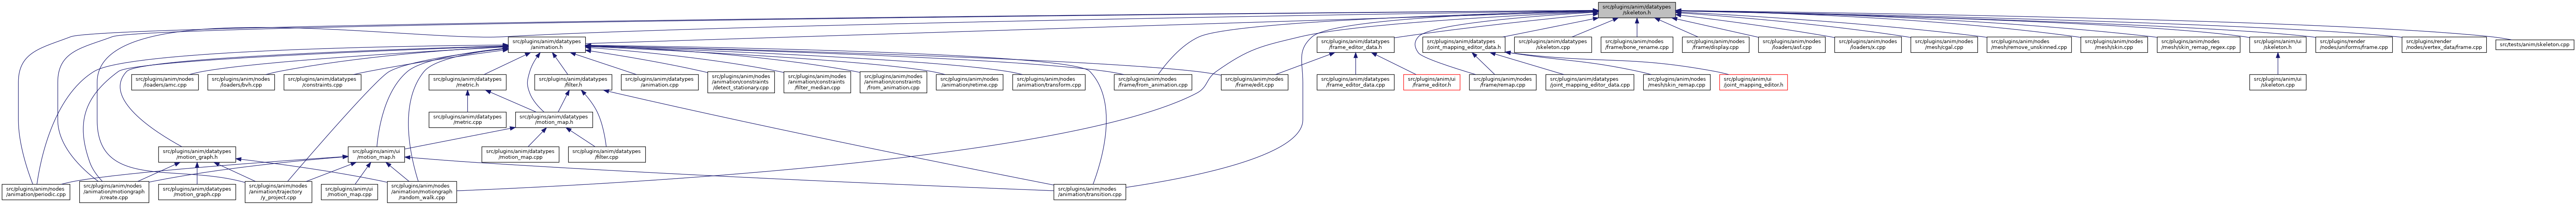 src/plugins/anim/datatypes
/skeleton.h
src/plugins/anim/datatypes
/animation.h
src/plugins/anim/datatypes
/frame_editor_data.h
src/plugins/anim/datatypes
/joint_mapping_editor_data.h
src/plugins/anim/datatypes
/skeleton.cpp
src/plugins/anim/nodes
/frame/bone_rename.cpp
src/plugins/anim/nodes
/frame/display.cpp
src/plugins/anim/nodes
/loaders/asf.cpp
src/plugins/anim/nodes
/loaders/x.cpp
src/plugins/anim/nodes
/mesh/cgal.cpp
src/plugins/anim/nodes
/mesh/remove_unskinned.cpp
src/plugins/anim/nodes
/mesh/skin.cpp
src/plugins/anim/nodes
/mesh/skin_remap_regex.cpp
src/plugins/anim/ui
/skeleton.h
src/plugins/render
/nodes/uniforms/frame.cpp
src/plugins/render
/nodes/vertex_data/frame.cpp
src/tests/anim/skeleton.cpp
src/plugins/anim/nodes
/loaders/amc.cpp
src/plugins/anim/nodes
/loaders/bvh.cpp
src/plugins/anim/datatypes
/constraints.cpp
src/plugins/anim/datatypes
/metric.h
src/plugins/anim/datatypes
/filter.h
src/plugins/anim/datatypes
/animation.cpp
src/plugins/anim/nodes
/animation/constraints
/detect_stationary.cpp
src/plugins/anim/nodes
/animation/constraints
/filter_median.cpp
src/plugins/anim/nodes
/animation/constraints
/from_animation.cpp
src/plugins/anim/nodes
/animation/retime.cpp
src/plugins/anim/nodes
/animation/transform.cpp
src/plugins/anim/nodes
/frame/from_animation.cpp
src/plugins/anim/nodes
/frame/edit.cpp
src/plugins/anim/datatypes
/frame_editor_data.cpp
src/plugins/anim/ui
/frame_editor.h
src/plugins/anim/nodes
/frame/remap.cpp
src/plugins/anim/datatypes
/joint_mapping_editor_data.cpp
src/plugins/anim/nodes
/mesh/skin_remap.cpp
src/plugins/anim/ui
/joint_mapping_editor.h
src/plugins/anim/ui
/skeleton.cpp
src/plugins/anim/datatypes
/metric.cpp
src/plugins/anim/datatypes
/motion_map.h
src/plugins/anim/datatypes
/motion_graph.h
src/plugins/anim/ui
/motion_map.h
src/plugins/anim/datatypes
/motion_map.cpp
src/plugins/anim/datatypes
/filter.cpp
src/plugins/anim/nodes
/animation/periodic.cpp
src/plugins/anim/nodes
/animation/motiongraph
/create.cpp
src/plugins/anim/datatypes
/motion_graph.cpp
src/plugins/anim/nodes
/animation/trajectory
/y_project.cpp
src/plugins/anim/ui
/motion_map.cpp
src/plugins/anim/nodes
/animation/motiongraph
/random_walk.cpp
src/plugins/anim/nodes
/animation/transition.cpp